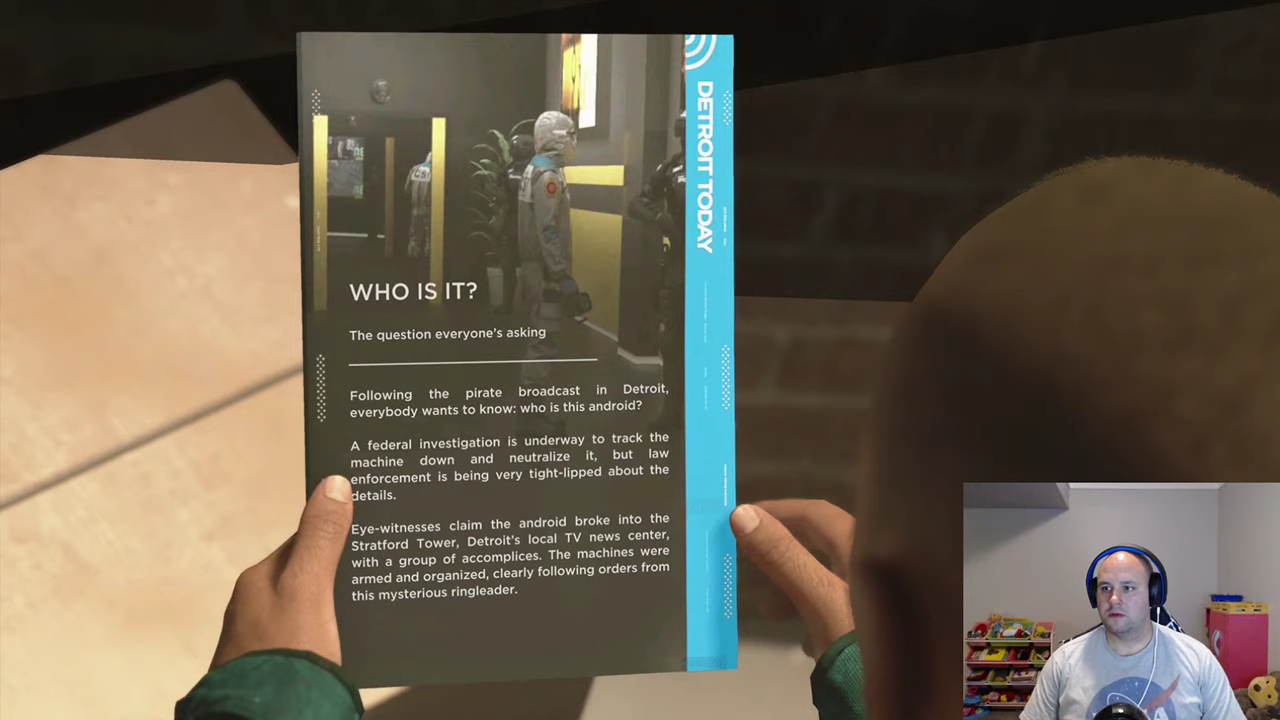 DETROIT TODAY
WHO IS IT?
The question everyone's asking
Following the pirate broadcast in Detroit,
everybody wants to know: who is this android?
A federal investigation is underway to track the
machine down and neutralize it, but law
enforcement is being very tight-lipped about the
details.
Eye-witnesses claim the android broke into the
Stratford Tower, Detroit's local TV news center,
with a group of accomplices. The machines were
armed and organized, clearly following orders from
this mysterious ringleader.